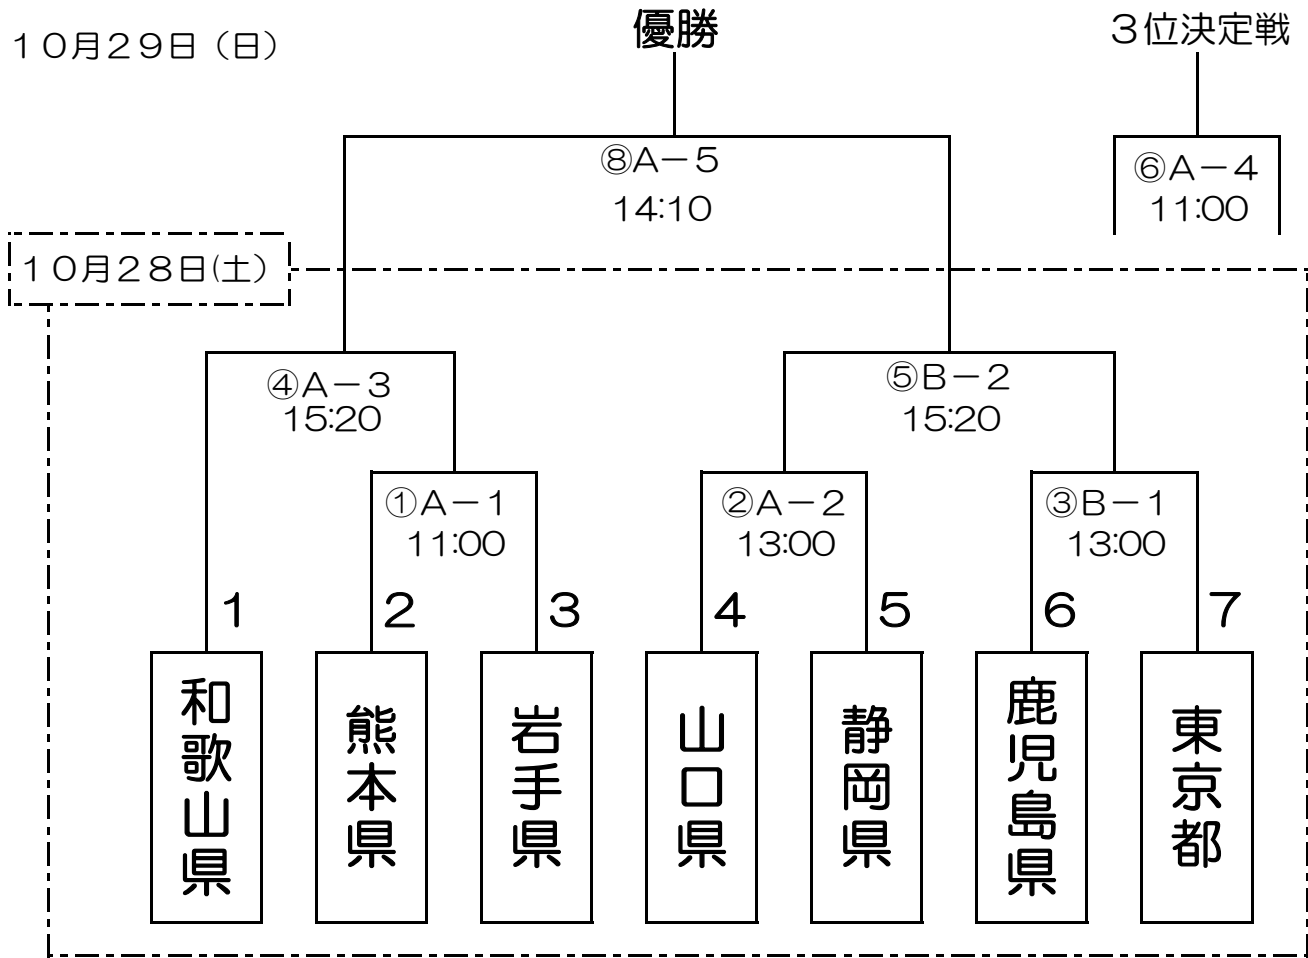 優勝
３位決定戦
１０月２９日（日）
⑧A－５
14:10
⑥A－４
11:00
１０月２８日(土）
④A－３
15:20
⑤B－２
15:20
①A－１
11:00
②A－２
13:00
③B－１
13:00
1
2
3
4
5
6
7
和歌山県
熊本県
岩手県
山口県
静岡県
鹿児島県
東京都